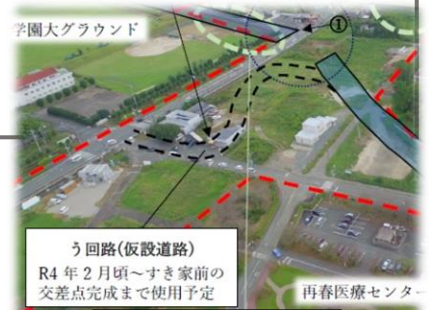 学園大グラウンド
①
う回路(仮設道路)
R4 年 2 月頃～すき家前の
交差点完成まで使用予定
再春医療センター